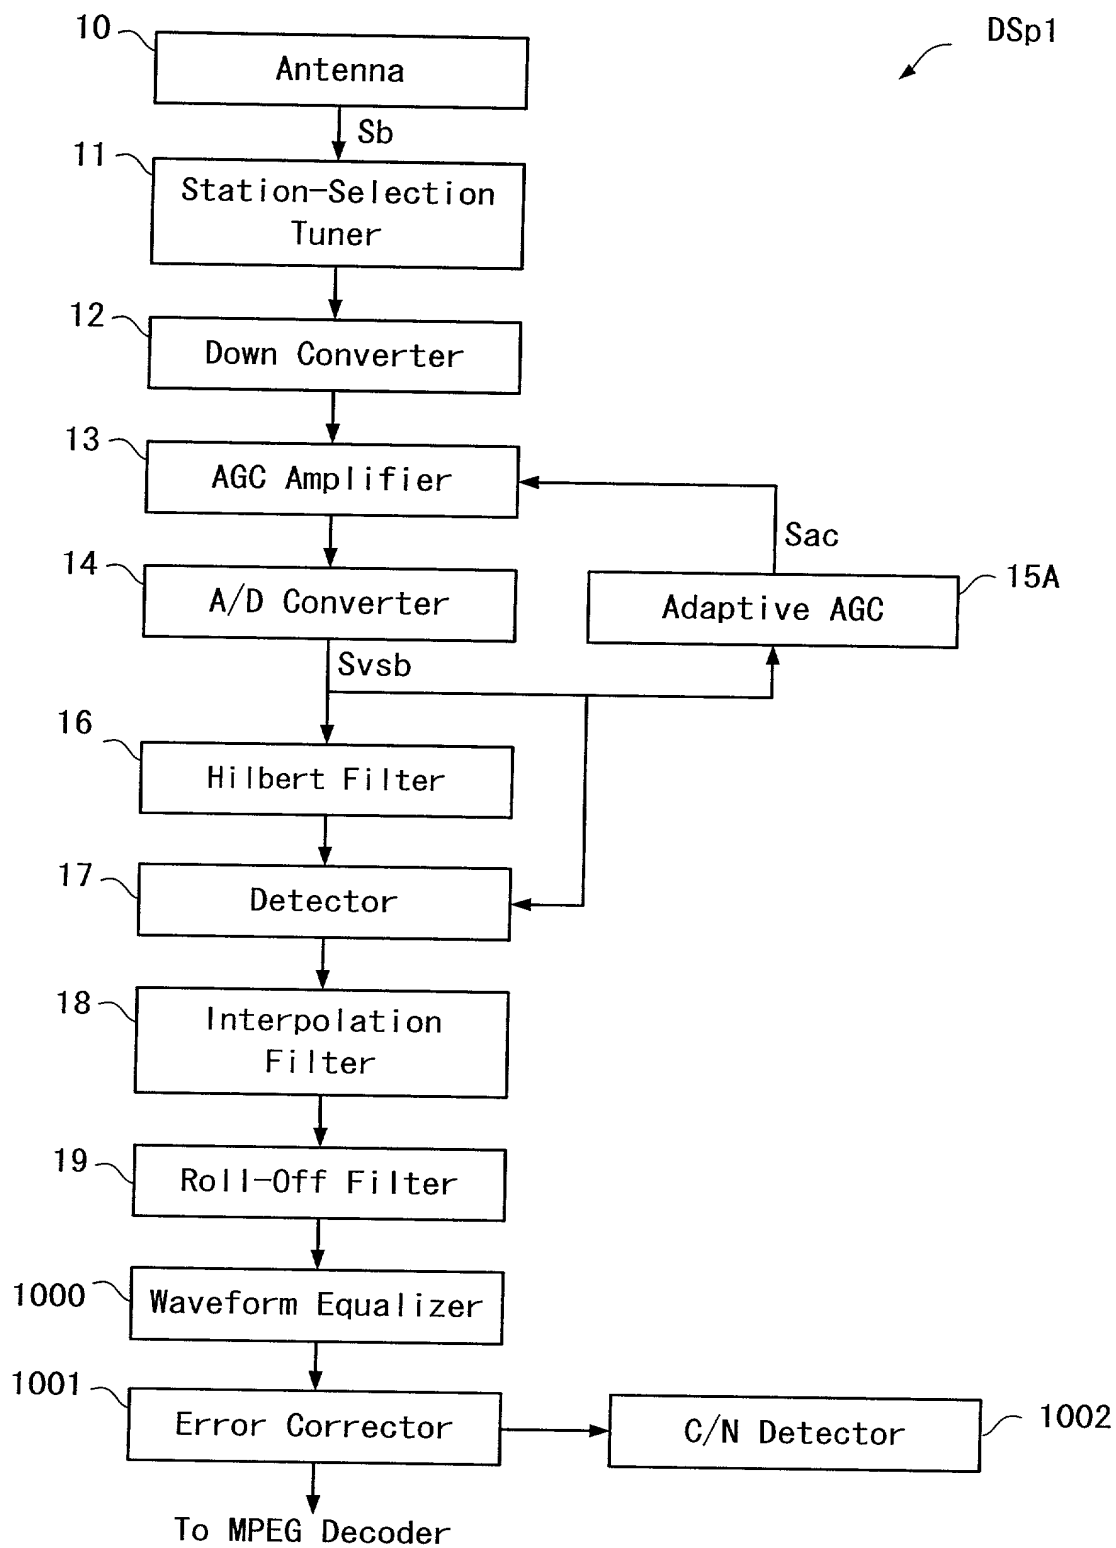 DSp1
10
Antenna
Sb
11
Station-Selection
Tuner
12
Down Converter
13
AGC Amplifier
Sac
14
A/D Converter
15A
Adaptive AGC
Svsb
16
Hilbert Filter
17
Detector
18
Interpolation
Filter
19
Roll-Off Filter
1000
Waveform Equalizer
1001
Error Corrector
1002
C/N Detector
To MPEG Decoder